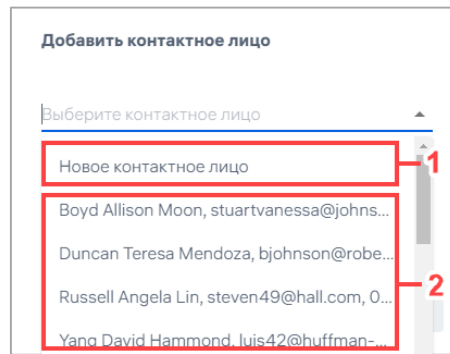 Добавить контактное лицо
Выберите контактное лицо
Новое контактное лицо
1
Boyd Allison Moon, stuartvanessa@johns...
Duncan Teresa Mendoza, bjohnson@robe...
Russell Angela Lin, steven49@hall.com, 0...
2
Yang David Hammond, luis42@huffman-...